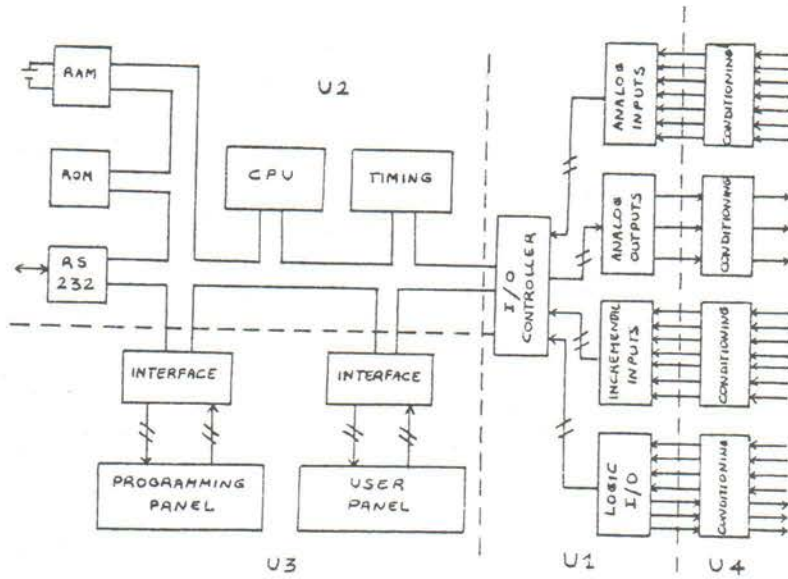 RAM
U2
ROM
CPU
TIMING
RS
232
I/O
CONTROLLER
ANALOG
INPUTS
CONDITIONING
ANALOG
OUTPUTS
CONDITIONING
INCREMENTAL
INPUTS
CONDITIONING
LOGIC
I/O
CONDITIONING
INTERFACE
INTERFACE
PROGRAMMING
PANEL
USER
PANEL
U3
U1
U4